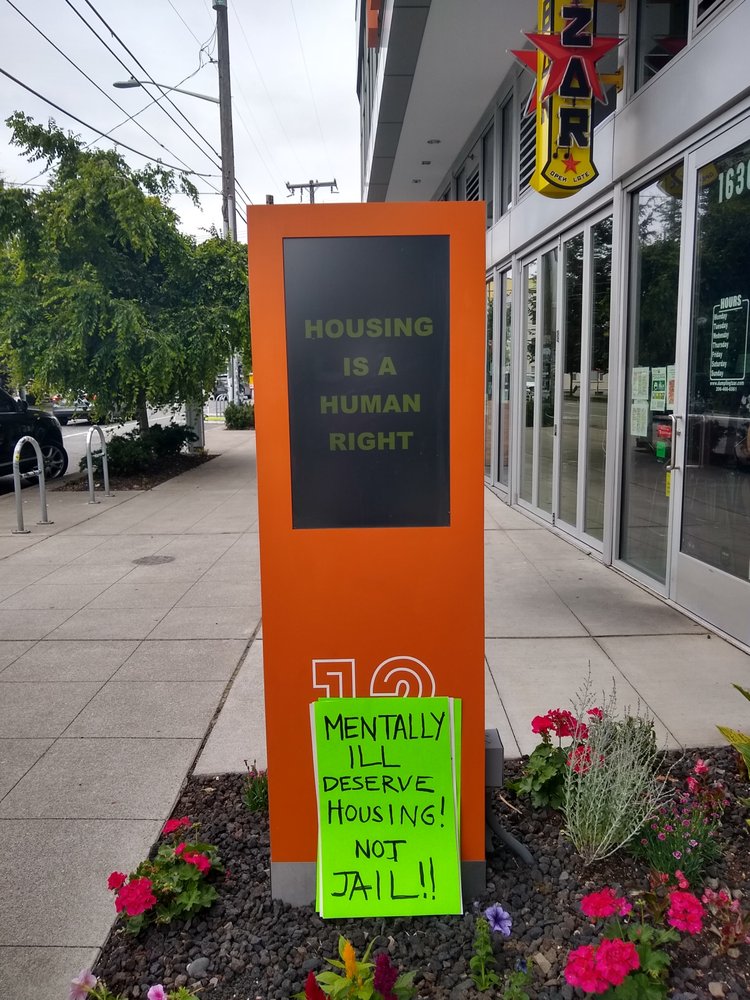 ZAR
OPEN LATE
163
HOURS
Monday
Tuesday
Wednesday
Thursday
Friday
Saturday
Sunday
HOUSING
IS A
HUMAN
RIGHT
12
MENTALLY
ILL
DESERVE
HOUSING!
NOT
JAIL!!